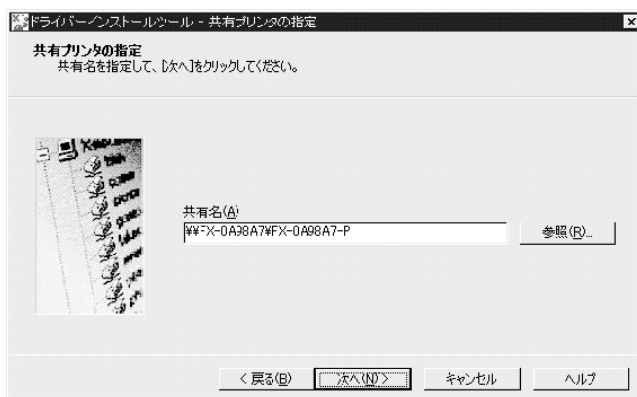 ドライバーインストールツール - 共有プリンタの指定
共有プリンタの指定
共有名を指定して、[次へ]をクリックしてください。
共有名(A)
¥¥FX-0A98A7¥FX-0A98A7-P
参照(R)...
< 戻る(B)
次へ(N) >
キャンセル
ヘルプ